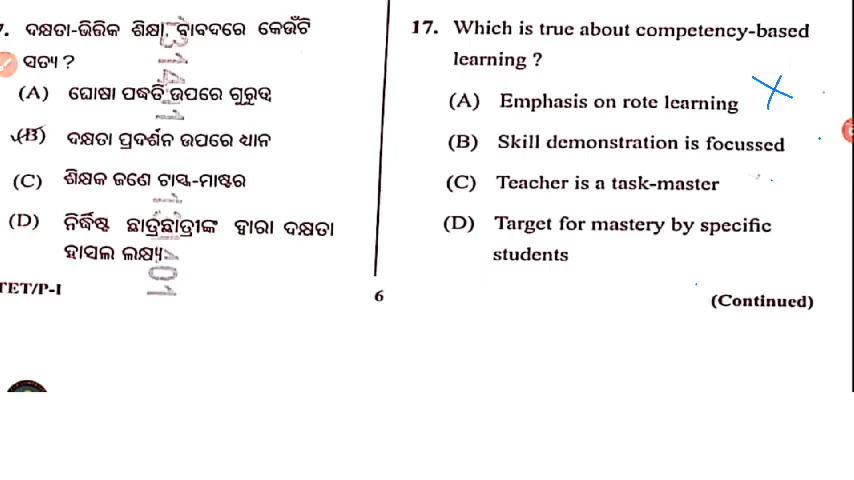 7. ଦକ୍ଷତା-ଭିତ୍ତିକ ଶିକ୍ଷା ବାବଦରେ କେଉଁଟି
ସତ୍ୟ ?
(A) ଘୋଷା ପଦ୍ଧତି ଉପରେ ଗୁରୁତ୍ୱ
(B) ଦକ୍ଷତା ପ୍ରଦର୍ଶନ ଉପରେ ଧ୍ୟାନ
(C) ଶିକ୍ଷକ ଜଣେ ଟାସ୍କ-ମାଷ୍ଟର
(D) ନିର୍ଦ୍ଧିଷ୍ଟ ଛାତ୍ରଛାତ୍ରୀଙ୍କ ଦ୍ୱାରା ଦକ୍ଷତା
ହାସଲ ଲକ୍ଷ୍ୟ
TET/P-I
6
17. Which is true about competency-based
learning ?
(A) Emphasis on rote learning
(B) Skill demonstration is focussed
(C) Teacher is a task-master
(D) Target for mastery by specific
students
(Continued)